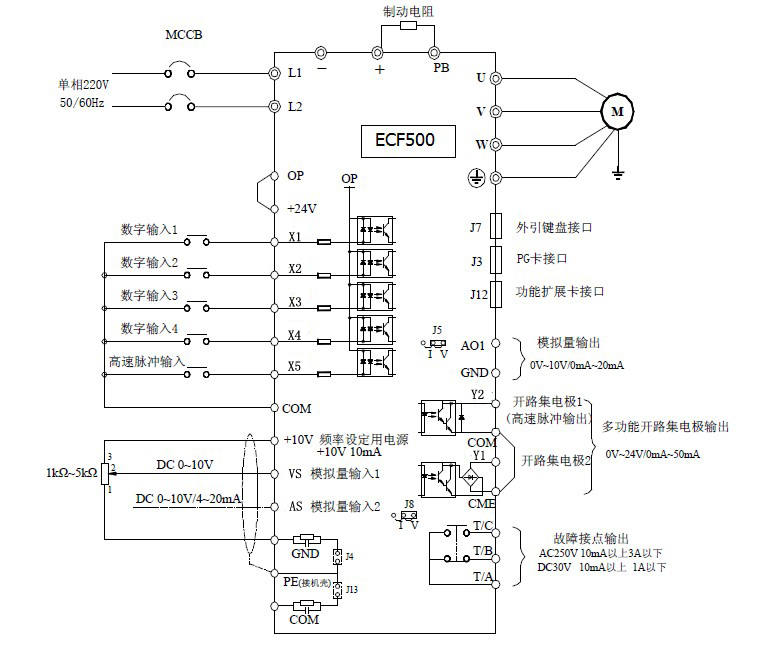 制动电阻
MCCB
− + PB
单相220V
50/60Hz
L1
L2
U
V
W
M
ECF500
OP
+24V
OP
数字输入1
X1
数字输入2
X2
数字输入3
X3
数字输入4
X4
高速脉冲输入
X5
COM
J7 外引键盘接口
J3 PG卡接口
J12 功能扩展卡接口
J5
I V
AO1
GND
模拟量输出
0V~10V/0mA~20mA
Y2
COM
Y1
CME
开路集电极1
(高速脉冲输出)
开路集电极2
多功能开路集电极输出
0V~24V/0mA~50mA
+10V 频率设定用电源
+10V 10mA
1kΩ~5kΩ
3
2
1
DC 0~10V
VS 模拟量输入1
DC 0~10V/4~20mA
AS 模拟量输入2
J8
I V
GND
J4
PE(接机壳)
J13
COM
T/C
T/B
T/A
故障接点输出
AC250V 10mA以上3A以下
DC30V 10mA以上 1A以下